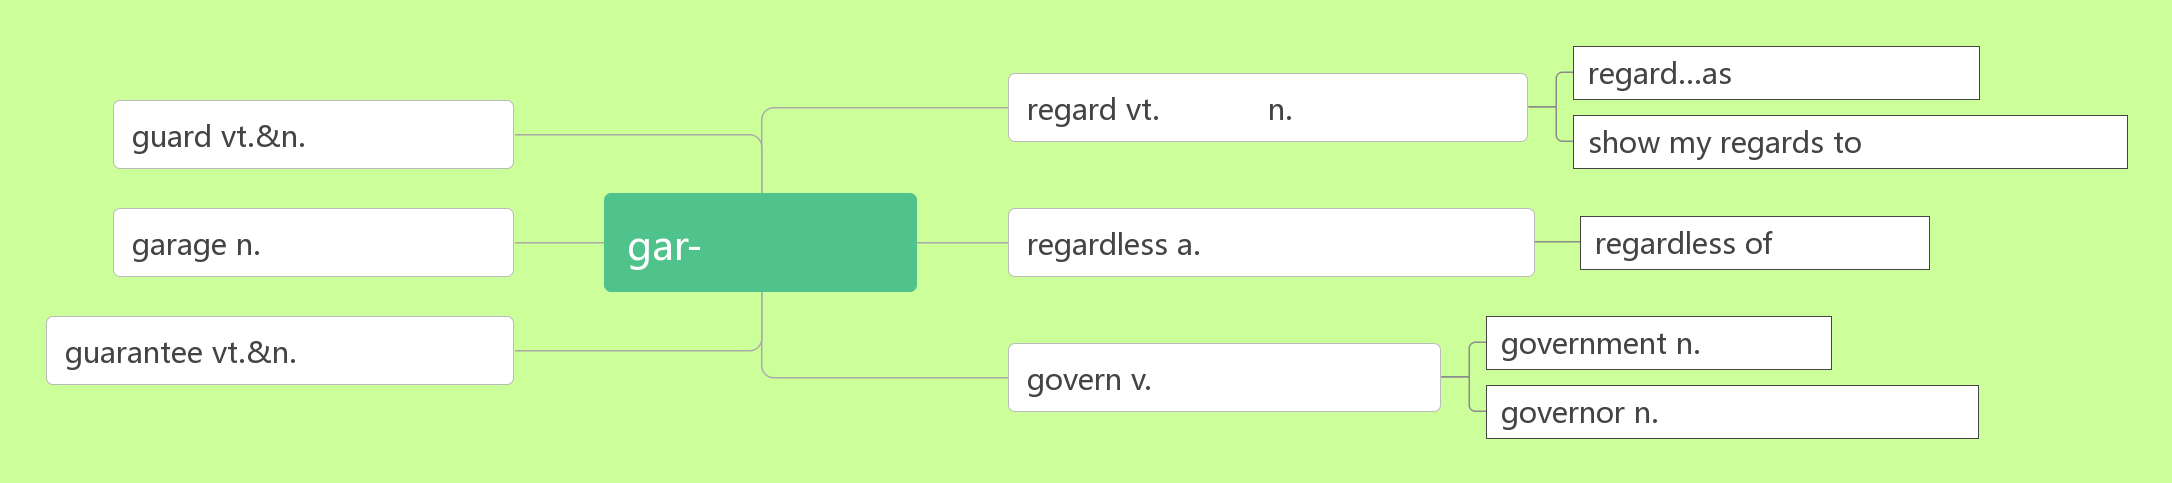 guard vt.&n.
garage n.
guarantee vt.&n.
gar-
regard vt. n.
regard...as
show my regards to
regardless a.
regardless of
govern v.
government n.
governor n.